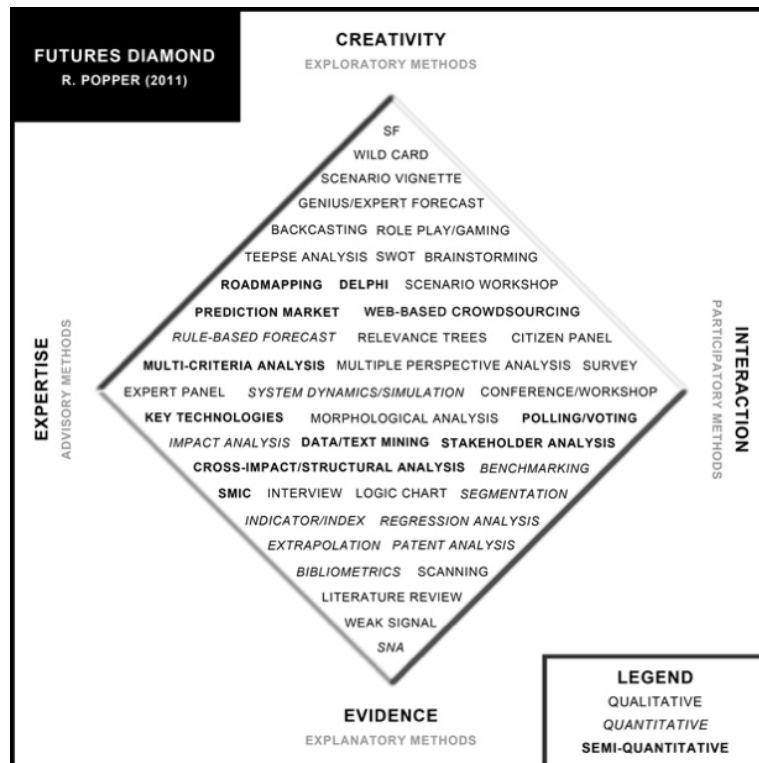 FUTURES DIAMOND
R. POPPER (2011)
CREATIVITY
EXPLORATORY METHODS
SF
WILD CARD
SCENARIO VIGNETTE
GENIUS/EXPERT FORECAST
BACKCASTING ROLE PLAY/GAMING
TEEPSE ANALYSIS SWOT BRAINSTORMING
ROADMAPPING DELPHI SCENARIO WORKSHOP
PREDICTION MARKET WEB-BASED CROWDSOURCING
RULE-BASED FORECAST RELEVANCE TREES CITIZEN PANEL
MULTI-CRITERIA ANALYSIS MULTIPLE PERSPECTIVE ANALYSIS SURVEY
EXPERT PANEL SYSTEM DYNAMICS/SIMULATION CONFERENCE/WORKSHOP
KEY TECHNOLOGIES MORPHOLOGICAL ANALYSIS POLLING/VOTING
IMPACT ANALYSIS DATA/TEXT MINING STAKEHOLDER ANALYSIS
CROSS-IMPACT/STRUCTURAL ANALYSIS BENCHMARKING
SMIC INTERVIEW LOGIC CHART SEGMENTATION
INDICATOR/INDEX REGRESSION ANALYSIS
EXTRAPOLATION PATENT ANALYSIS
BIBLIOMETRICS SCANNING
LITERATURE REVIEW
WEAK SIGNAL
SNA
EXPERTISE
ADVISORY METHODS
INTERACTION
PARTICIPATORY METHODS
EVIDENCE
EXPLANATORY METHODS
LEGEND
QUALITATIVE
QUANTITATIVE
SEMI-QUANTITATIVE